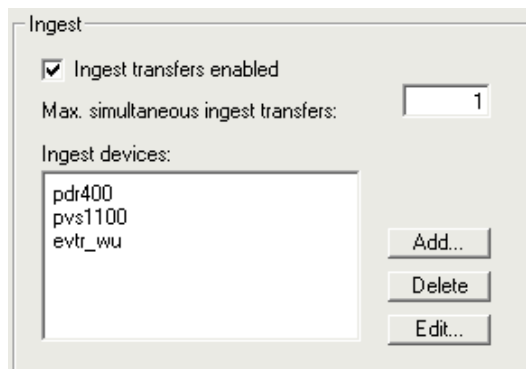 Ingest
Ingest transfers enabled
Max. simultaneous ingest transfers: 1
Ingest devices:
pdr400
pvs1100
evtr_wu
Add...
Delete
Edit...